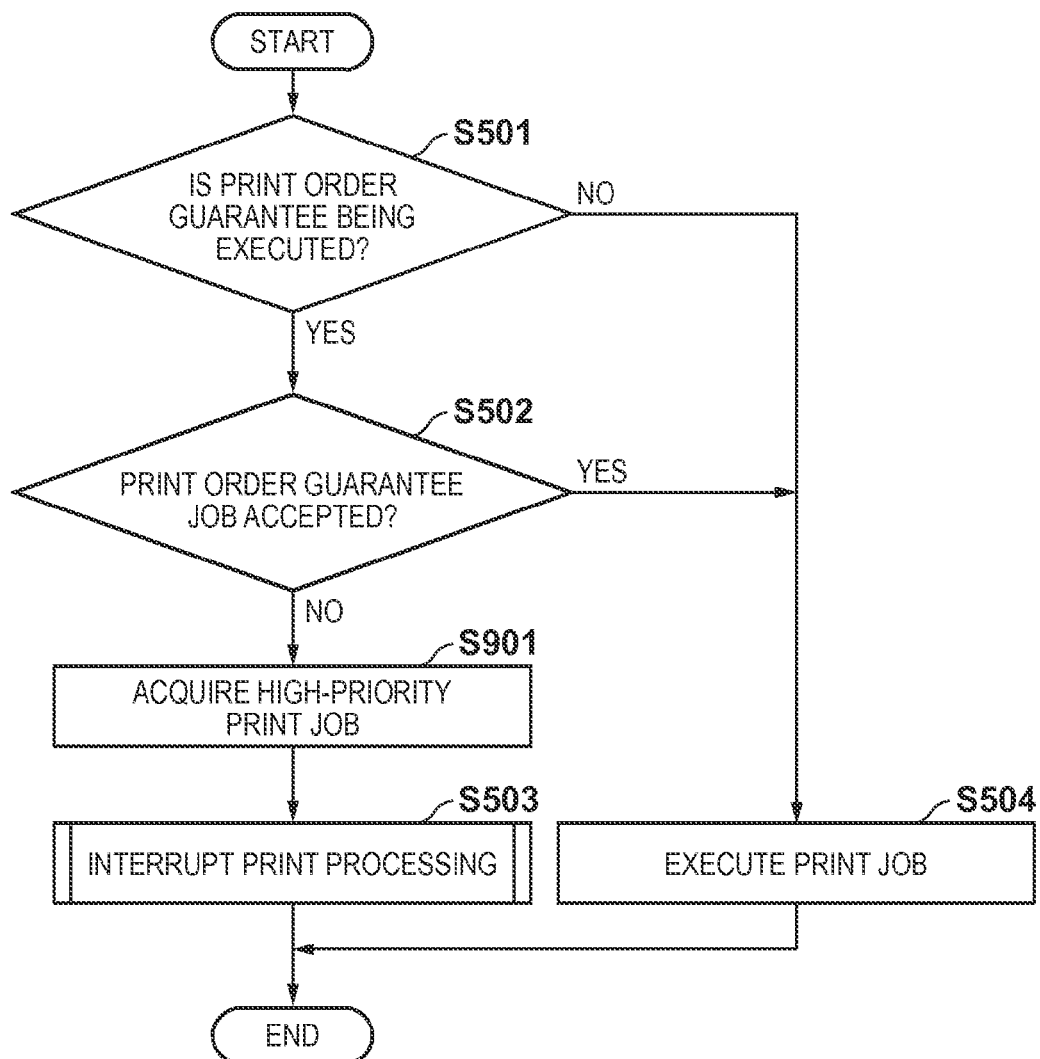 START
S501
IS PRINT ORDER
GUARANTEE BEING
EXECUTED?
NO
YES
S502
PRINT ORDER GUARANTEE
JOB ACCEPTED?
YES
NO
S901
ACQUIRE HIGH-PRIORITY
PRINT JOB
S503
INTERRUPT PRINT PROCESSING
S504
EXECUTE PRINT JOB
END